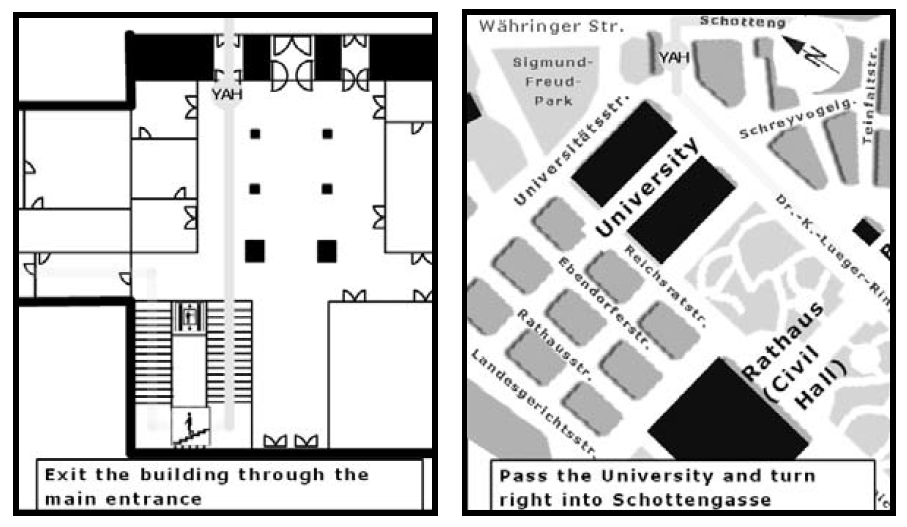 YAH
Exit the building through the
main entrance
Währinger Str.
Schotteng
YAH
N
Sigmund-
Freud-
Park
Universitätsstr.
Schreyvogelg.
Teinfaltstr.
University
Dr.-K.-Lueger-Ring
Reichsratstr.
Ebendorferstr.
Rathausstr.
Landesgerichtsstr.
Rathaus
(Civil
Hall)
Pass the University and turn
right into Schottengasse